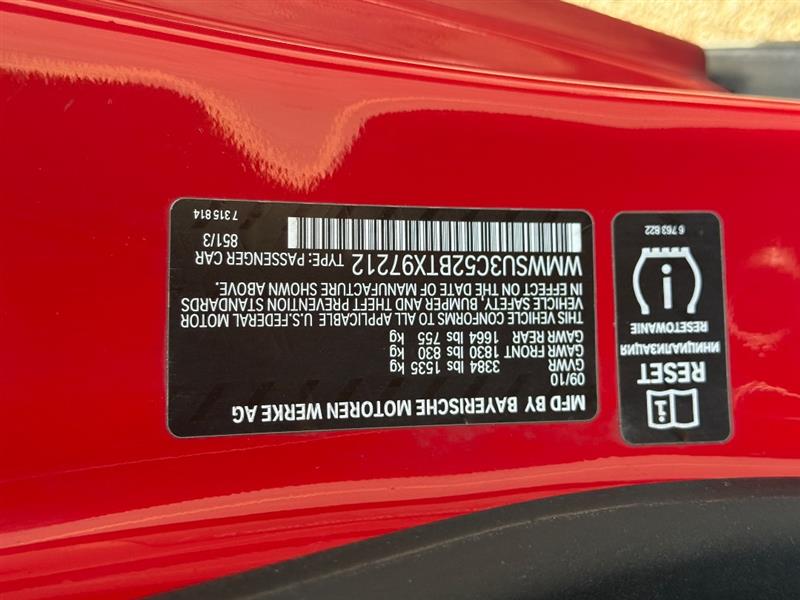 MFD BY BAYERISCHE MOTOREN WERKE AG
09/10
GVWR 3384 lbs 1535 kg
GAWR FRONT 1830 lbs 830 kg
GAWR REAR 1664 lbs 755 kg
THIS VEHICLE CONFORMS TO ALL APPLICABLE U.S.FEDERAL MOTOR
VEHICLE SAFETY, BUMPER AND THEFT PREVENTION STANDARDS
IN EFFECT ON THE DATE OF MANUFACTURE SHOWN ABOVE.
WMWSU3C52BTX97212 TYPE: PASSENGER CAR 851/3
7 315 814
RESET
ИНИЦИАЛИЗАЦИЯ
RESETOWANIE
6 763 822